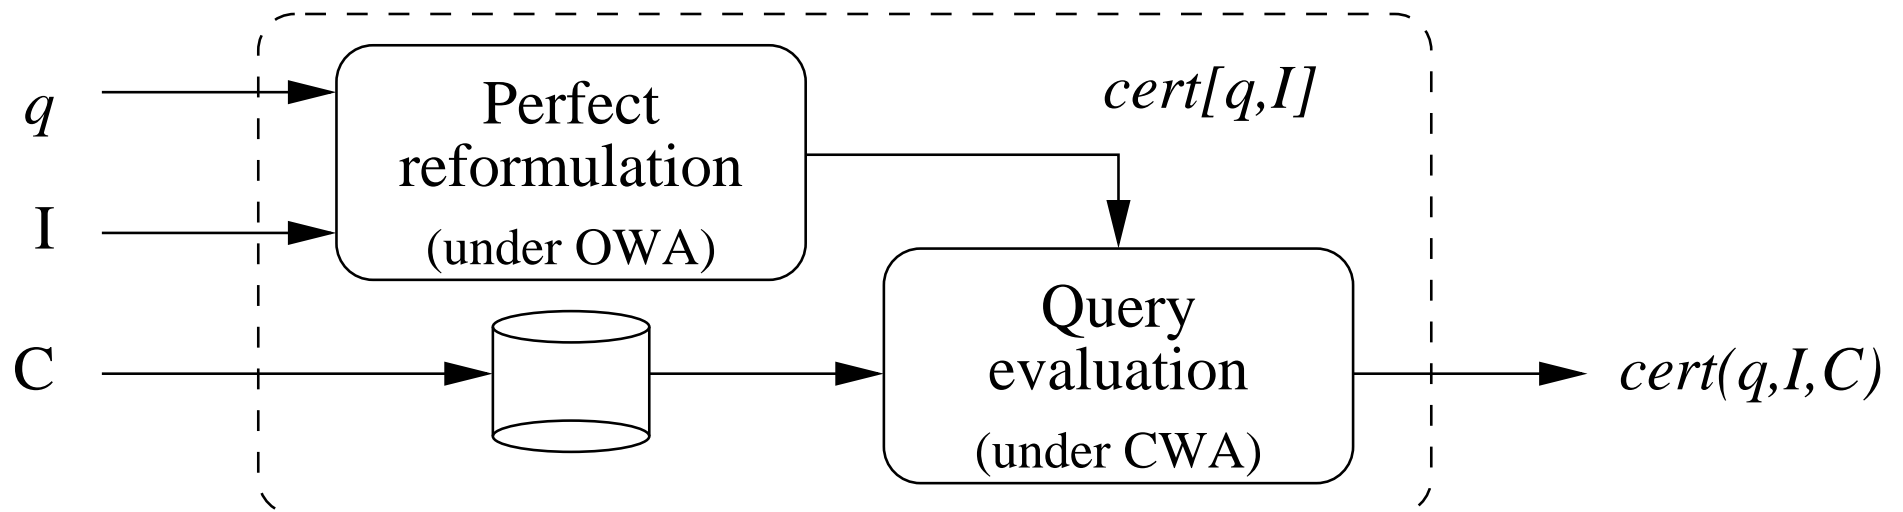 q
I
C
Perfect
reformulation
(under OWA)
cert[q,I]
Query
evaluation
(under CWA)
cert(q,I,C)